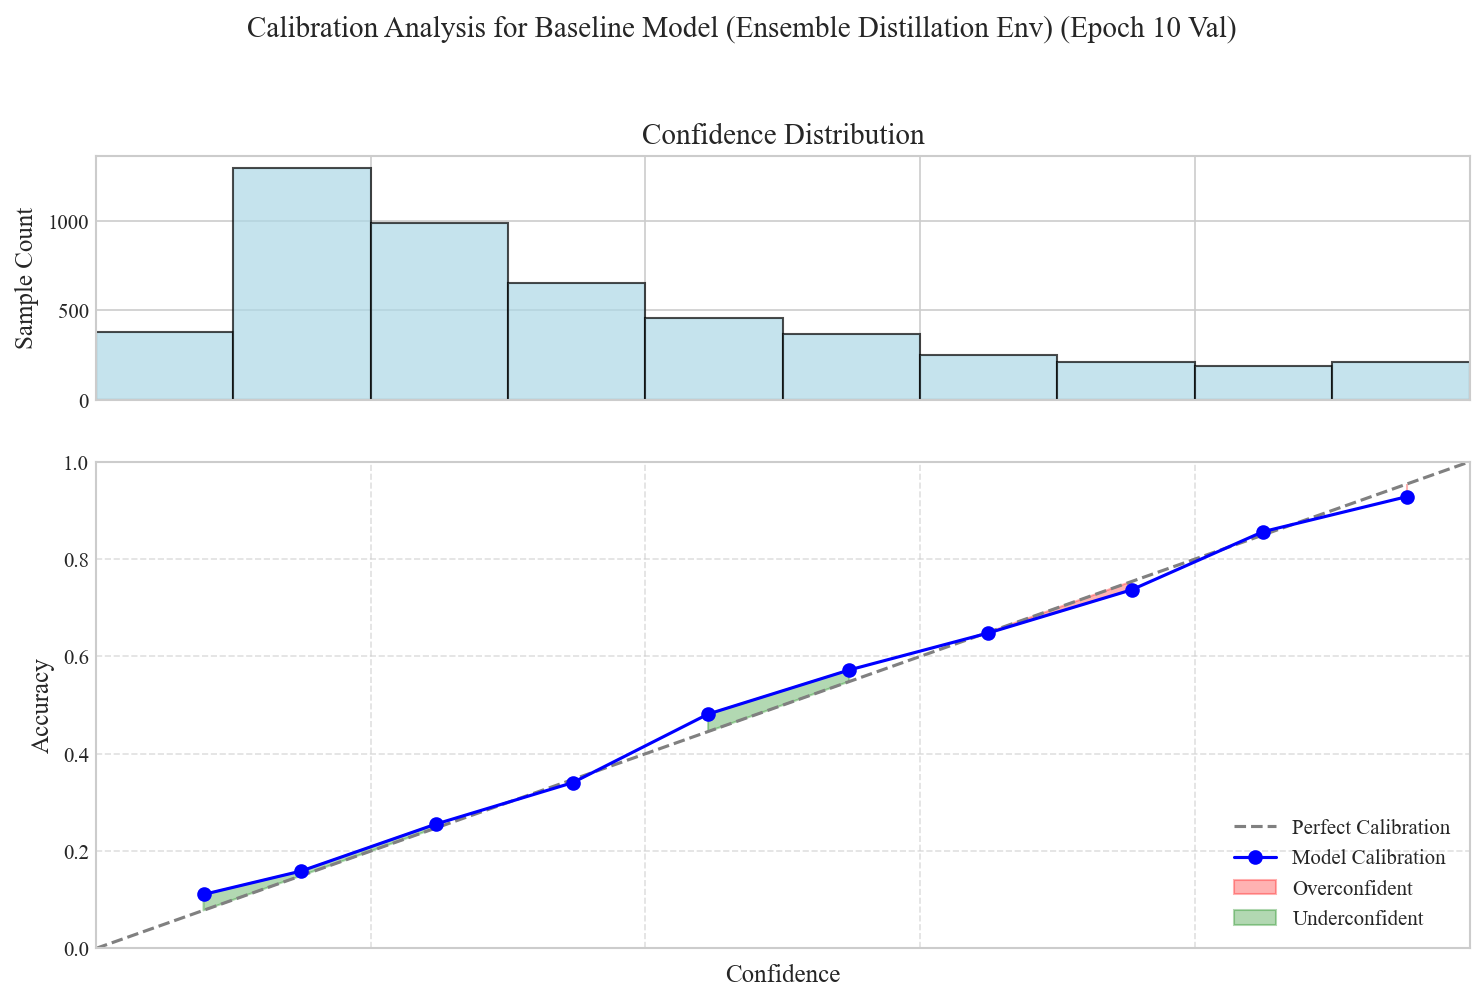 Calibration Analysis for Baseline Model (Ensemble Distillation Env) (Epoch 10 Val)
Confidence Distribution
Sample Count
1000
500
0
Accuracy
1.0
0.8
0.6
0.4
0.2
0.0
Perfect Calibration
Model Calibration
Overconfident
Underconfident
Confidence